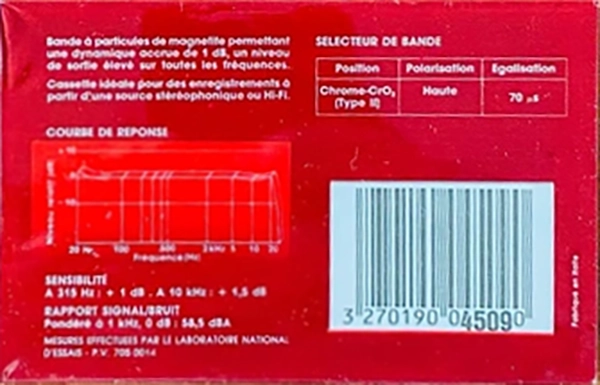 Bande à particules de magnetite permettant
une dynamique accrue de 1 dB, un niveau
de sortie élevé sur toutes les fréquences.
Cassette idéale pour des enregistrements à
partir d'une source stéréophonique ou Hi-Fi.
COURBE DE REPONSE
Niveau relatif
20 Hz 100 500 2 kHz 5 10 20
Fréquence (Hz)
SENSIBILITÉ
A 315 Hz : + 1 dB . A 10 kHz : + 1,5 dB
RAPPORT SIGNAL/BRUIT
Pondéré à 1 kHz, 0 dB : 58,5 dBA
MESURES EFFECTUEES PAR LE LABORATOIRE NATIONAL
D'ESSAIS - P.V. 705 0014
SELECTEUR DE BANDE
Position Polarisation Egalisation
Chrome-CrO₂ Haute 70 µs
(Type II)
3 270190 045090
Fabriqué en Italie